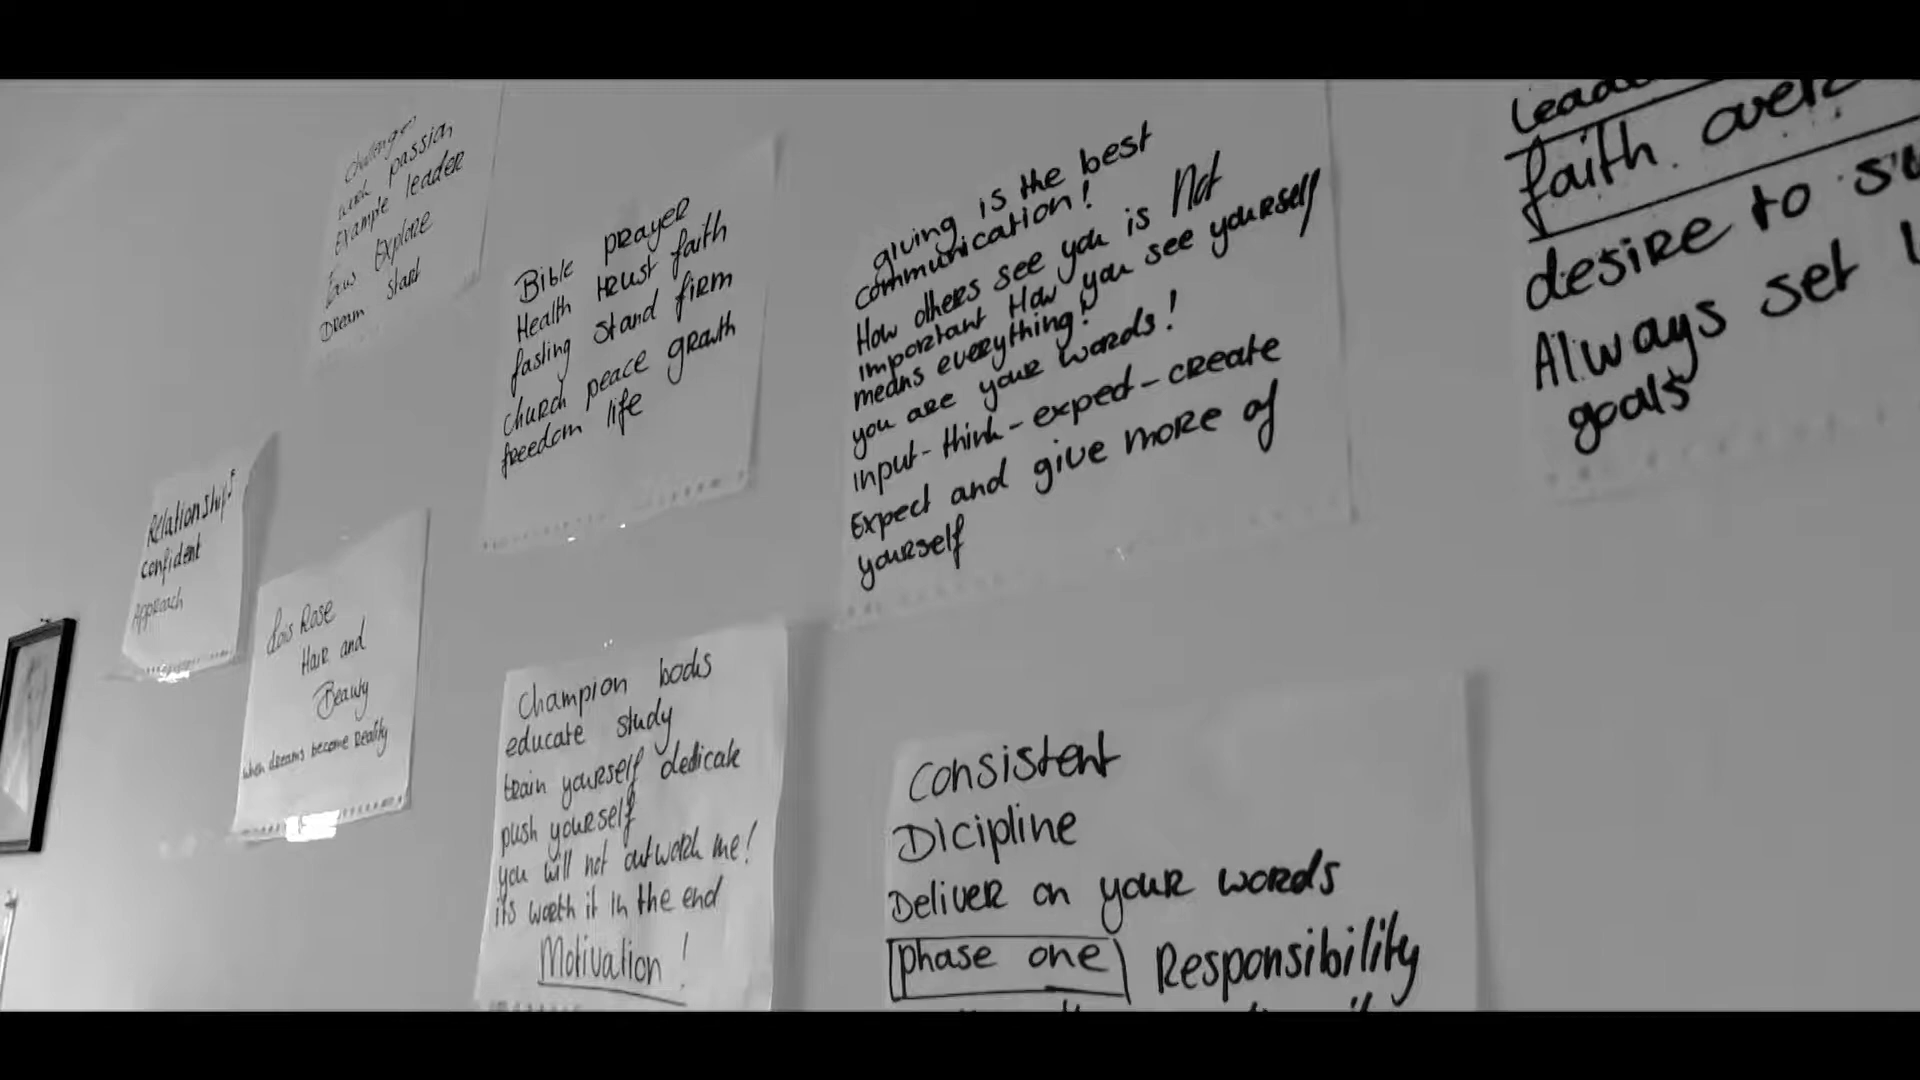 Challenge
work passion
Example leader
Focus Explore
Dream start
Bible prayer
Health trust faith
fasting stand firm
church peace growth
freedom life
giving is the best
communication!
How others see you is Not
important How you see yourself
means everything!
you are your words!
input-think-expect-create
Expect and give more of
yourself
faith over
desire to
Always set
goals
Relationships
confident
Approach
Lois Rose
Hair and
Beauty
when dreams become Reality
Champion books
educate study
train yourself dedicate
push yourself
you will not outwork me!
its worth it in the end
Motivation!
Consistent
Dicipline
Deliver on your words
phase one Responsibility